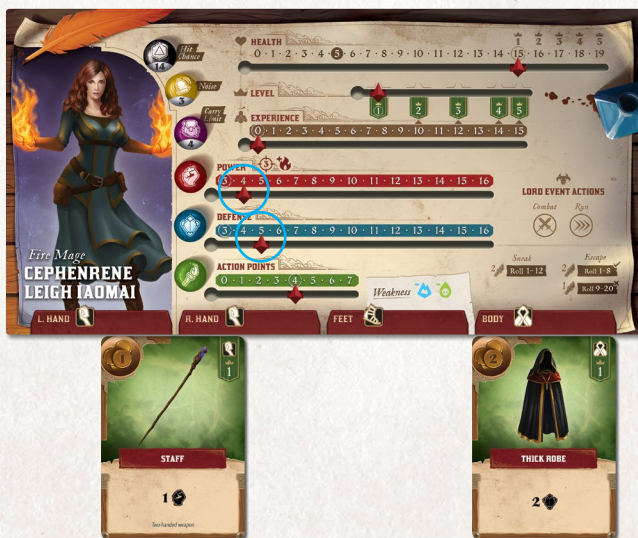 Hit
Chance
14
Noise
3
Carry
Limit
4
HEALTH
1 2 3 4 5
0 · 1 · 2 · 3 · 4 · 5 · 6 · 7 · 8 · 9 · 10 · 11 · 12 · 13 · 14 · 15 · 16 · 17 · 18 · 19
LEVEL
1 2 3 4 5
EXPERIENCE
0 · 1 · 2 · 3 · 4 · 5 · 6 · 7 · 8 · 9 · 10 · 11 · 12 · 13 · 14 · 15
POWER 3
3 · 4 · 5 · 6 · 7 · 8 · 9 · 10 · 11 · 12 · 13 · 14 · 15 · 16
DEFENSE
3 · 4 · 5 · 6 · 7 · 8 · 9 · 10 · 11 · 12 · 13 · 14 · 15 · 16
ACTION POINTS
0 · 1 · 2 · 3 · 4 · 5 · 6 · 7
Weakness
LORD EVENT ACTIONS
Combat Run
Sneak
2 Roll 1-12
Escape
2 Roll 1-8
1 Roll 9-20
Fire Mage
CEPHENRENE
LEIGH IAOMAI
L. HAND
R. HAND
FEET
BODY
1
1
STAFF
1
Two-handed weapon
2
1
THICK ROBE
2